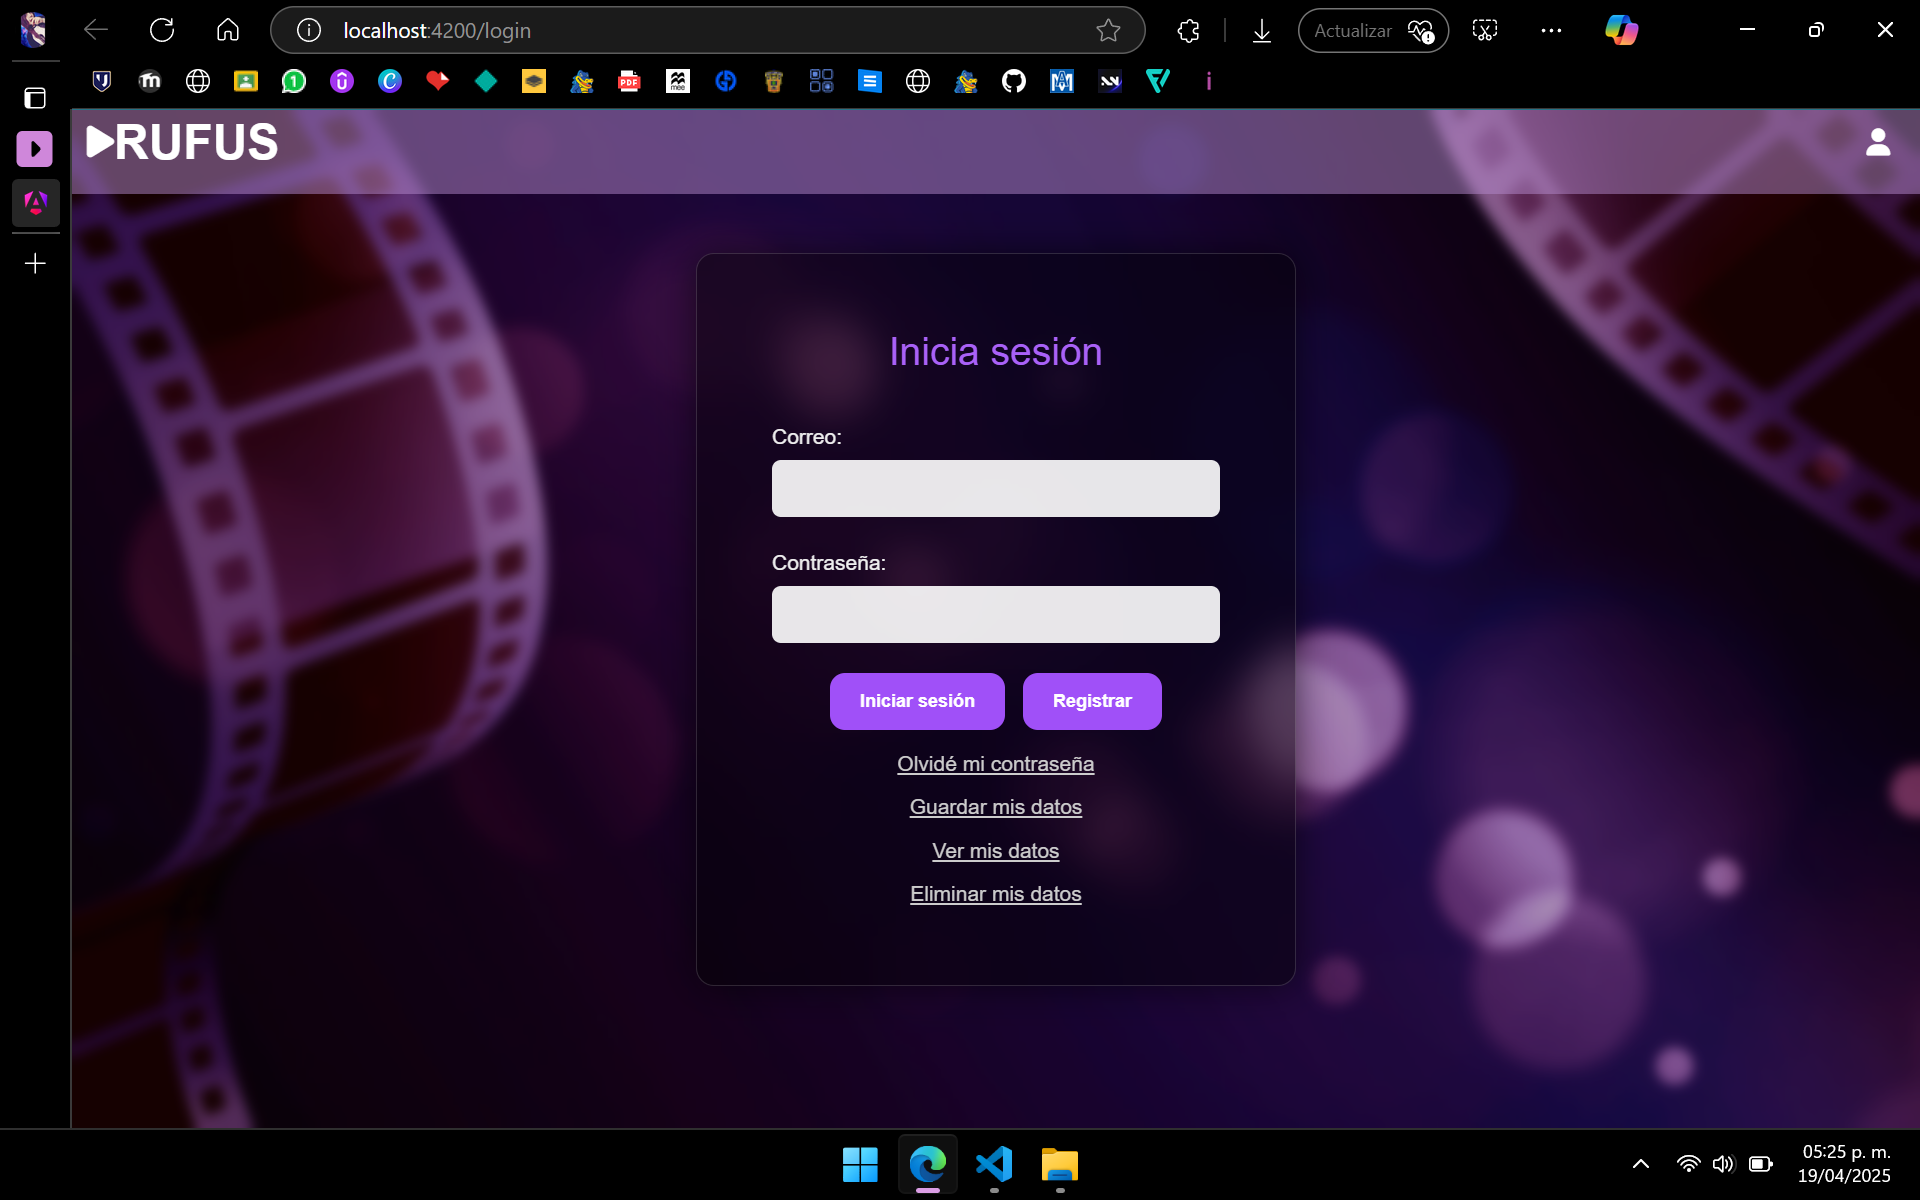 localhost:4200/login
Actualizar
RUFUS
Inicia sesión
Correo:
Contraseña:
Iniciar sesión
Registrar
Olvidé mi contraseña
Guardar mis datos
Ver mis datos
Eliminar mis datos
05:25 p. m.
19/04/2025